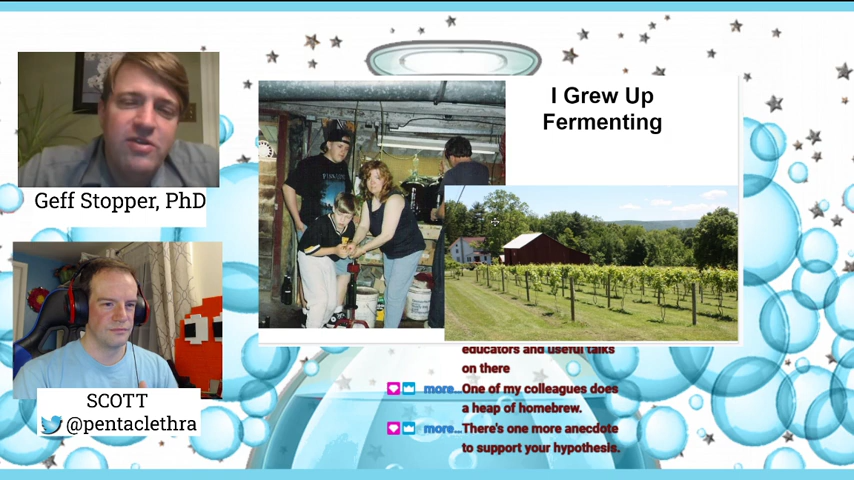 I Grew Up
Fermenting
Geff Stopper, PhD
SCOTT
@pentaclethra
educators and useful talks
on there
more...One of my colleagues does
a heap of homebrew.
more...There's one more anecdote
to support your hypothesis.